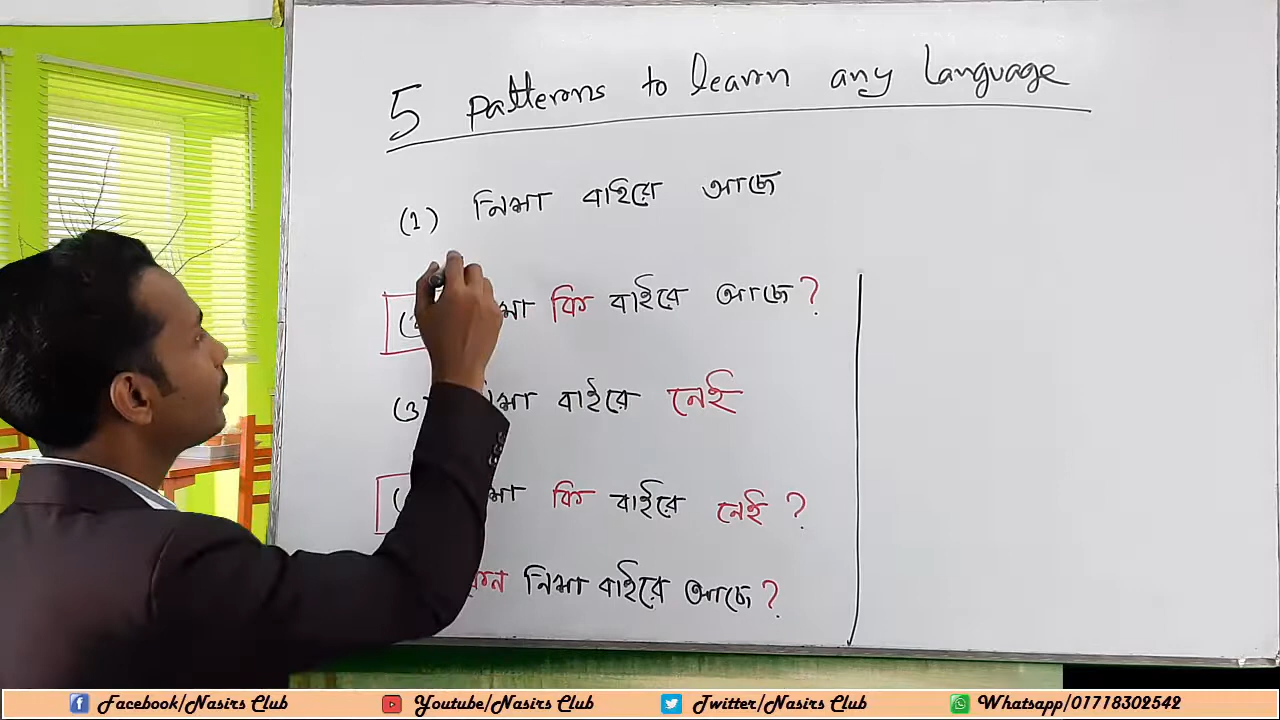 5 patterns to learn any Language
(1) নিমা বাহিরে আছে
কি বাইরে আছে?
(৩) বাইরে নেই
কি বাইরে নেই?
নিমা বাইরে আছে?
Facebook/Nasirs Club Youtube/Nasirs Club Twitter/Nasirs Club Whatsapp/01778302542